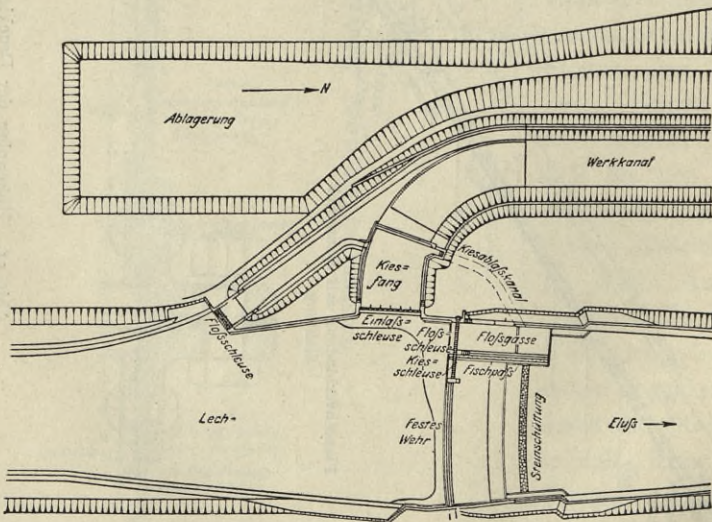 N
Ablagerung
Werkkanal
Kies=
fang
Kiesablaßkanal
Floßschleuse
Einlaß=
schleuse
Floß
schleuse
Kies=
schleuse
Floßgasse
Fischpaß
Lech-
Festes
Wehr
Steinschüttung
Fluß